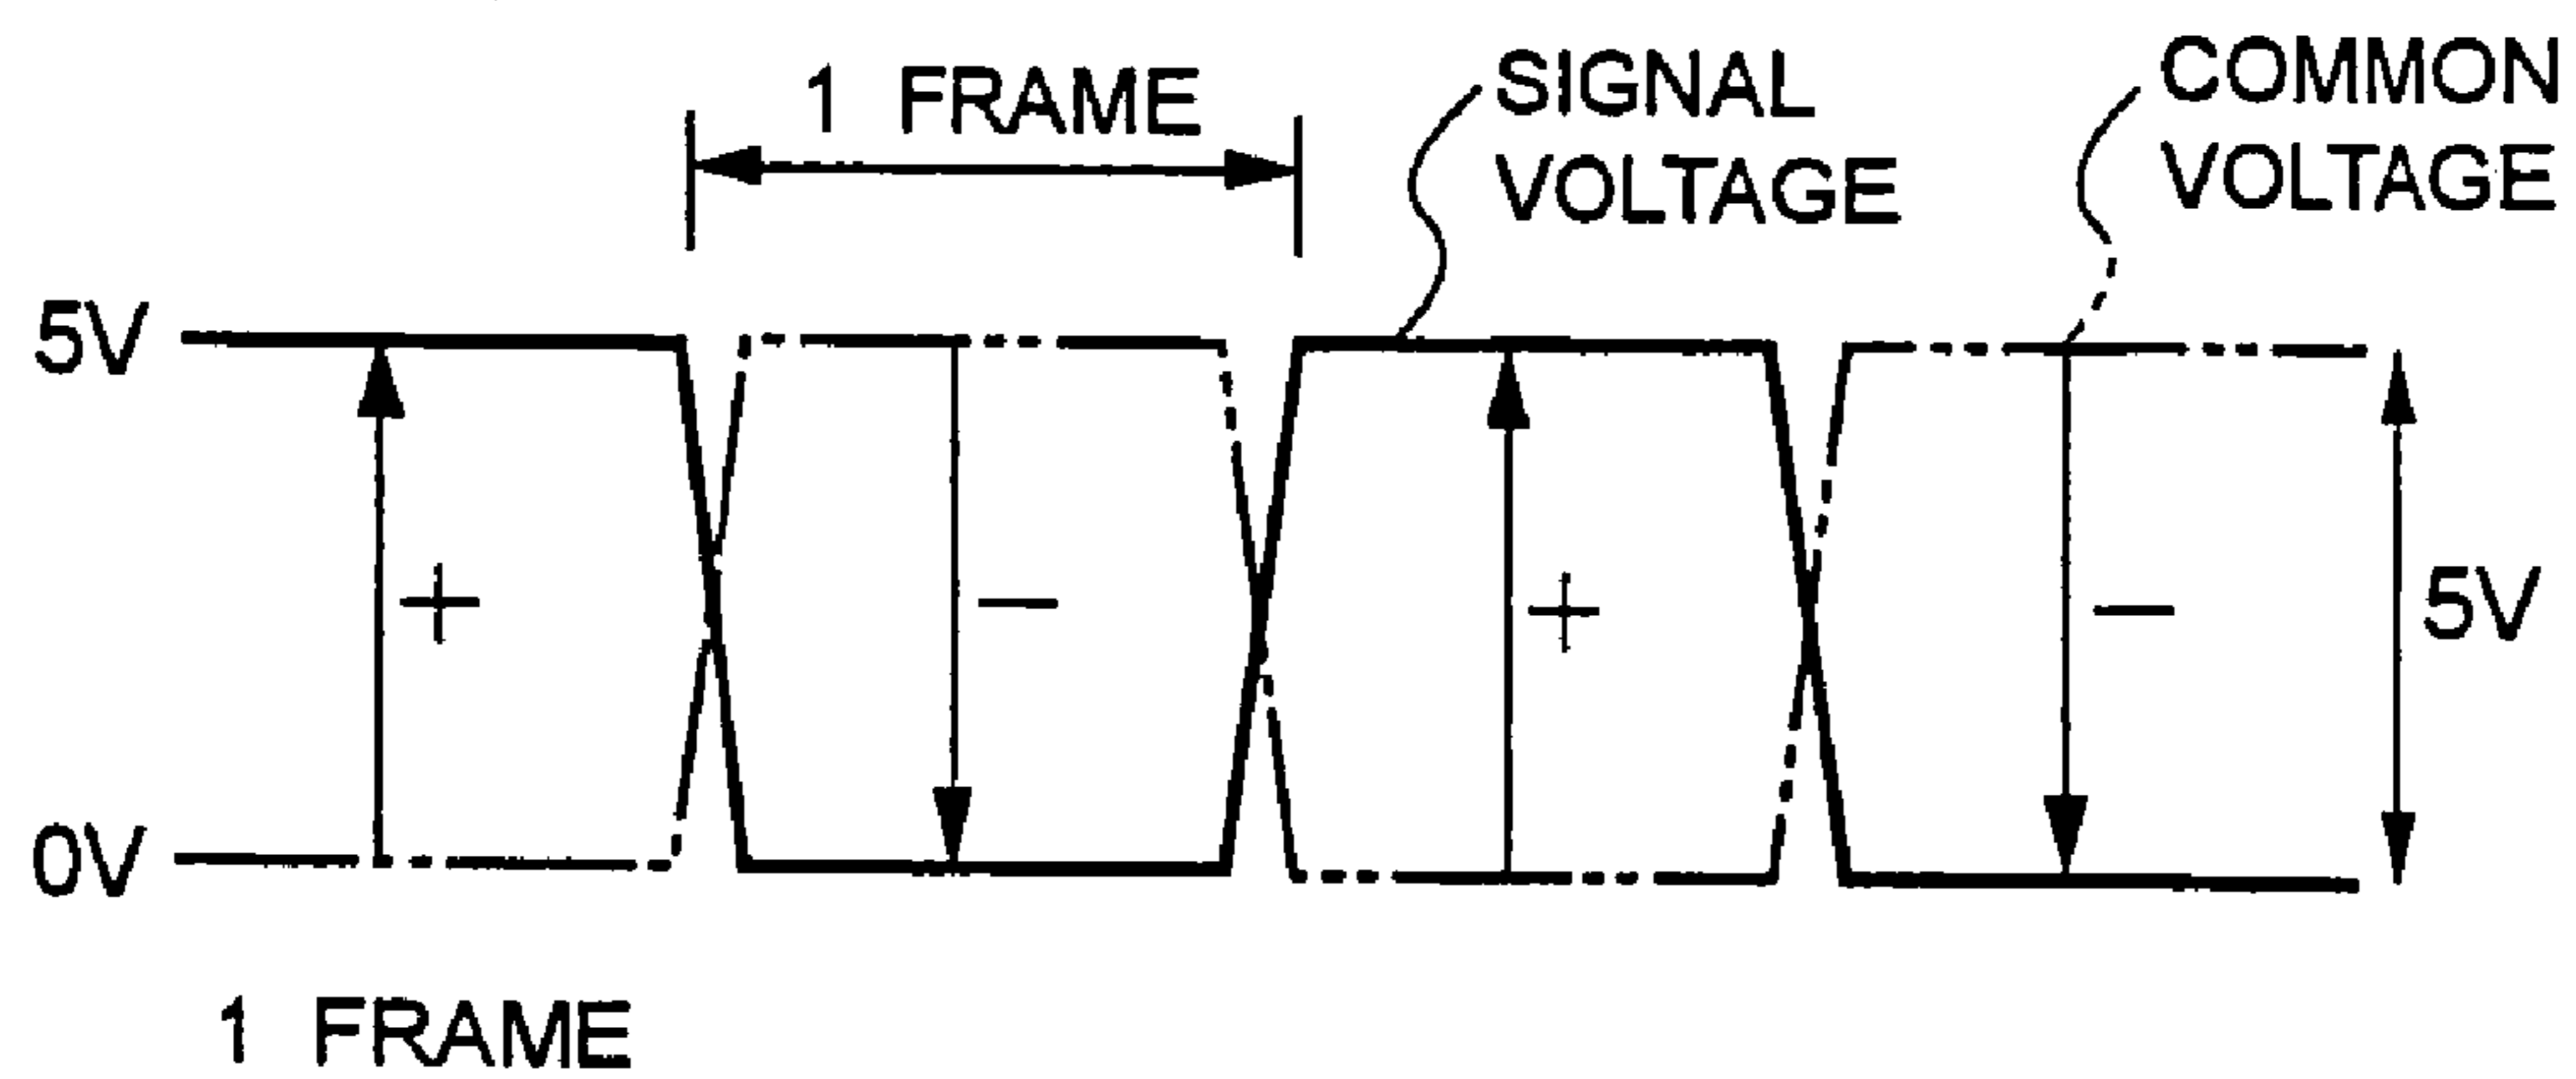 1 FRAME
SIGNAL
VOLTAGE
COMMON
VOLTAGE
5V
+
−
+
−
5V
0V
1 FRAME